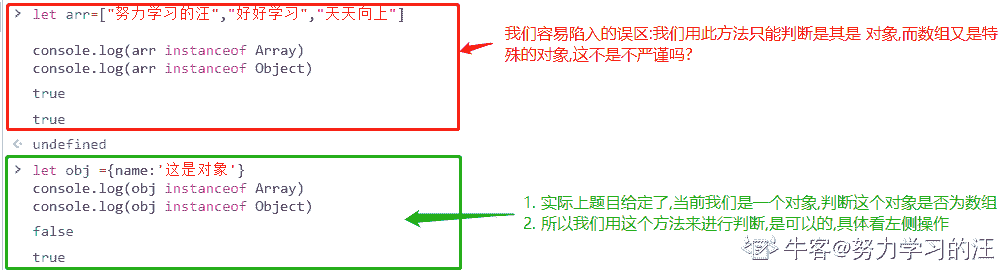 > let arr=["努力学习的汪","好好学习","天天向上"]
console.log(arr instanceof Array)
console.log(arr instanceof Object)
true
true
我们容易陷入的误区:我们用此方法只能判断是其是 对象,而数组又是特
殊的对象,这不是不严谨吗?
undefined
> let obj ={name:'这是对象'}
console.log(obj instanceof Array)
console.log(obj instanceof Object)
false
true
1. 实际上题目给定了,当前我们是一个对象,判断这个对象是否为数组
2. 所以我们用这个方法来进行判断,是可以的,具体看左侧操作
牛客@努力学习的汪